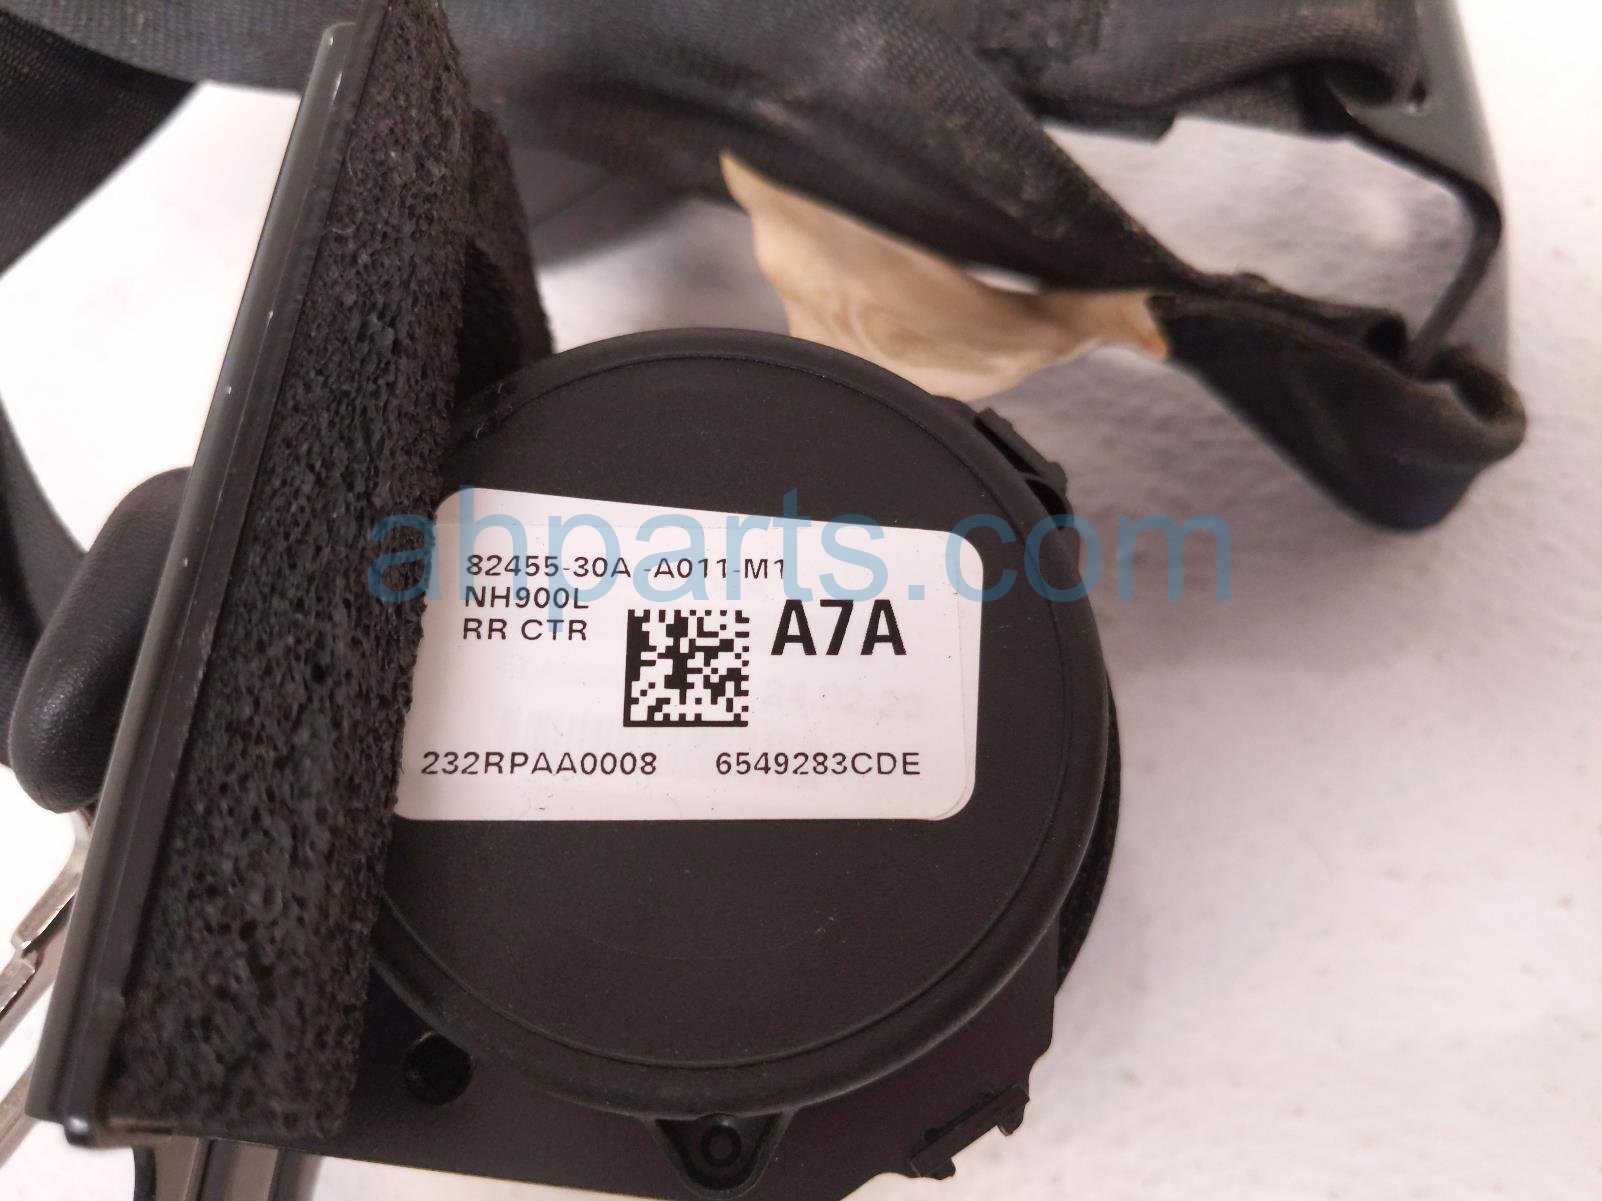 ahparts.com
82455-30A -A011-M1
NH900L
RR CTR
A7A
232RPAA0008 6549283CDE